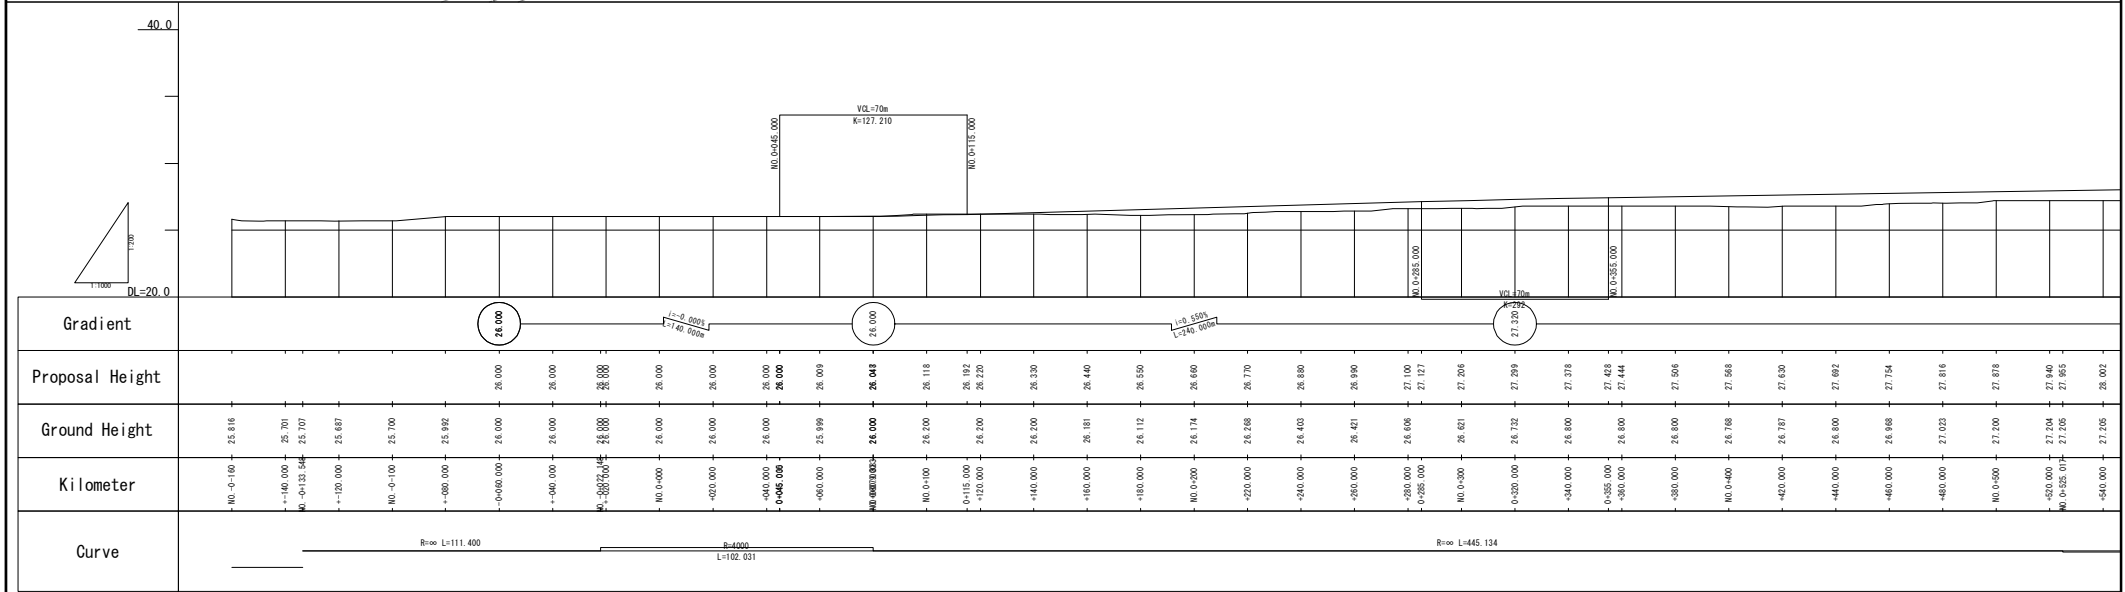 40.0
VCL=70m
K=127.210
NO.0+045.000
NO.0+115.000
1:200
1:1000
DL=20.0
NO.0+285.000
NO.0+355.000
VCL=70m
K=292
Gradient
26.000
i=-0.000%
L=140.000m
26.000
i=0.550%
L=240.000m
27.320
Proposal Height
26.000 26.000 26.000 26.000 26.000 26.000 26.000 26.009 26.118 26.192 26.220 26.330 26.440 26.550 26.660 26.770 26.880 26.990 27.100 27.127 27.206 27.299 27.378 27.428 27.444 27.506 27.568 27.630 27.692 27.754 27.816 27.878 27.940 27.955 28.002
Ground Height
25.816 25.701 25.707 25.687 25.700 25.992 26.000 26.000 26.000 26.000 26.000 26.000 25.999 26.000 26.200 26.200 26.200 26.181 26.112 26.174 26.268 26.403 26.421 26.606 26.621 26.732 26.800 26.800 26.800 26.768 26.787 26.800 26.968 27.023 27.200 27.204 27.205 27.205
Kilometer
NO.-0-160 +-140.000 NO.-0+133.548 +-120.000 NO.-0-100 +-080.000 -0+060.000 +-040.000 NO.-0+022.148 +-020.000 NO.0+000 +020.000 +040.000 0+045.000 +060.000 NO.0+100 0+115.000 +120.000 +140.000 +160.000 +180.000 NO.0+200 +220.000 +240.000 +260.000 +280.000 0+285.000 NO.0+300 0+320.000 +340.000 0+355.000 +360.000 +380.000 NO.0+400 +420.000 +440.000 +460.000 +480.000 NO.0+500 +520.000 NO.0+525.017 +540.000
Curve
R=∞ L=111.400
R=4000
L=102.031
R=∞ L=445.134